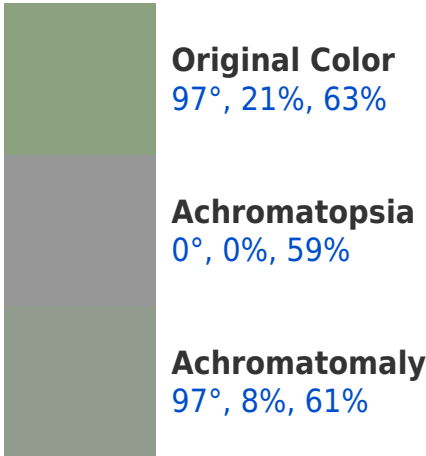 Original Color
97°, 21%, 63%
Achromatopsia
0°, 0%, 59%
Achromatomaly
97°, 8%, 61%